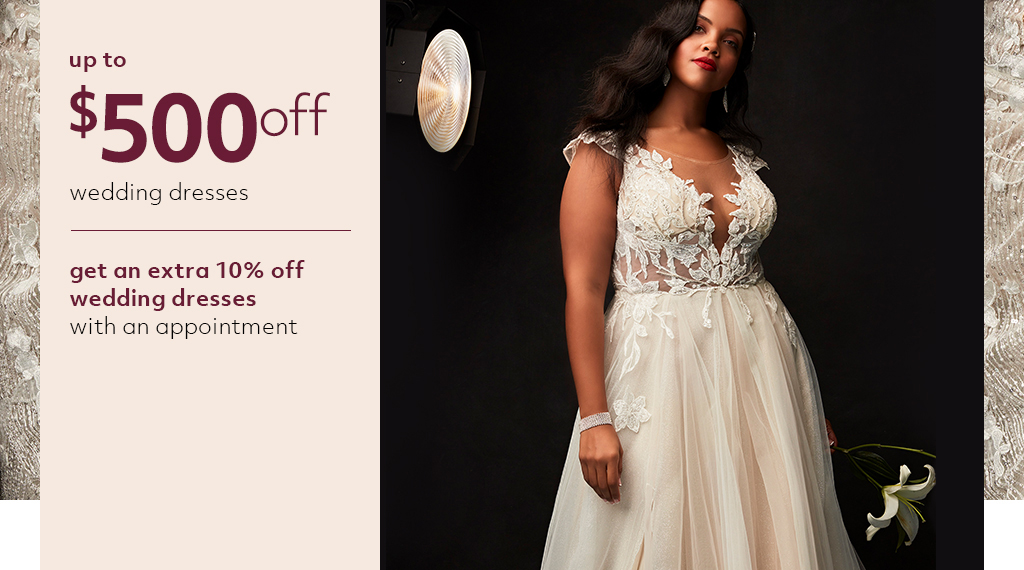 up to
$500off
wedding dresses
get an extra 10% off
wedding dresses
with an appointment